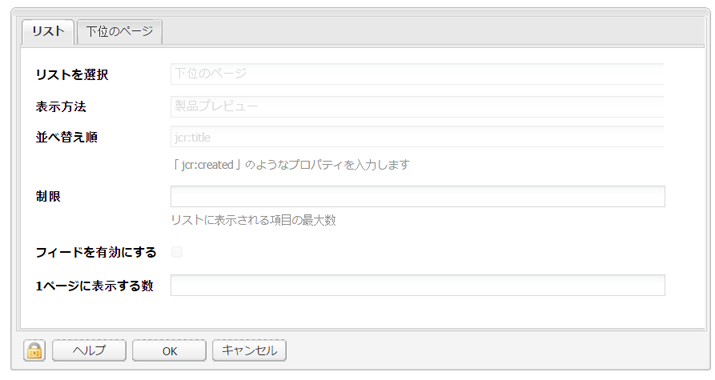 リスト 下位のページ
リストを選択 下位のページ
表示方法 製品プレビュー
並べ替え順 jcr:title
「jcr:created」のようなプロパティを入力します
制限
リストに表示される項目の最大数
フィードを有効にする
1ページに表示する数
ヘルプ OK キャンセル